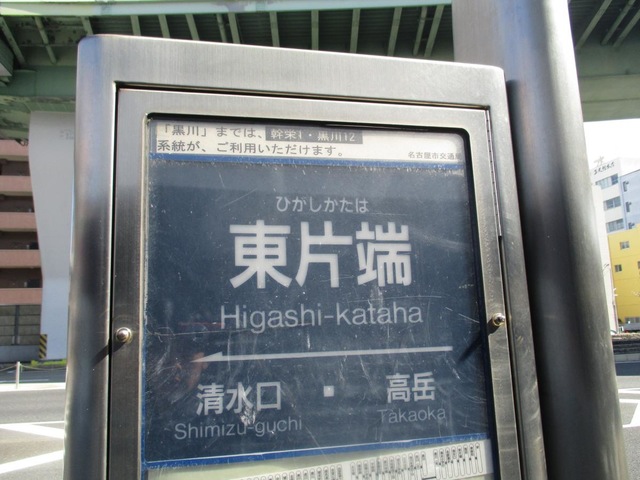 「黒川」までは、幹栄1・黒川12
系統が、ご利用いただけます。
名古屋市交通局
ひがしかたは
東片端
Higashi-kataha
清水口 高岳
Shimizu-guchi Takaoka